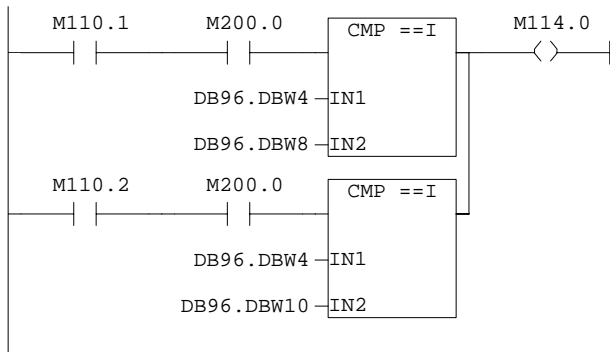 M110.1 M200.0 CMP ==I M114.0
DB96.DBW4 IN1
DB96.DBW8 IN2
M110.2 M200.0 CMP ==I
DB96.DBW4 IN1
DB96.DBW10 IN2